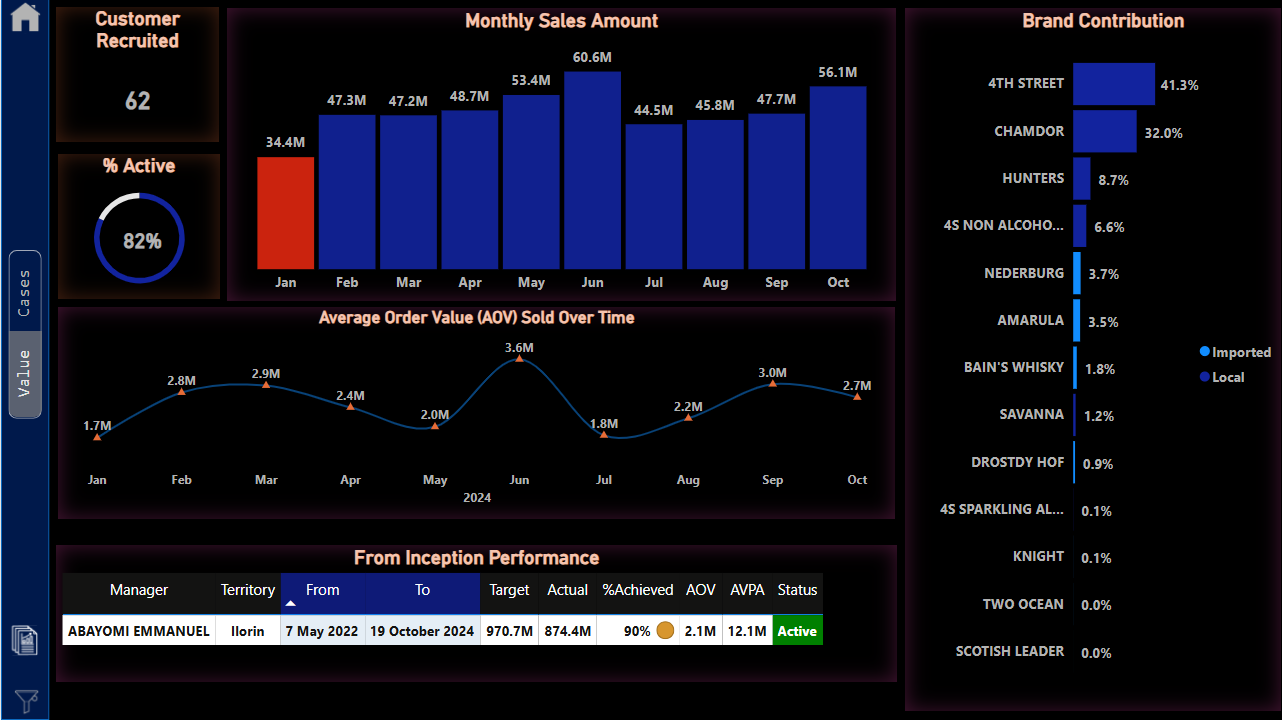 Customer
Recruited
62
% Active
82%
Cases
Value
Monthly Sales Amount
34.4M
47.3M
47.2M
48.7M
53.4M
60.6M
44.5M
45.8M
47.7M
56.1M
Jan Feb Mar Apr May Jun Jul Aug Sep Oct
Average Order Value (AOV) Sold Over Time
1.7M
2.8M
2.9M
2.4M
2.0M
3.6M
1.8M
2.2M
3.0M
2.7M
Jan Feb Mar Apr May Jun Jul Aug Sep Oct
2024
From Inception Performance
Manager Territory From To Target Actual %Achieved AOV AVPA Status
ABAYOMI EMMANUEL Ilorin 7 May 2022 19 October 2024 970.7M 874.4M 90% 2.1M 12.1M Active
Brand Contribution
4TH STREET 41.3%
CHAMDOR 32.0%
HUNTERS 8.7%
4S NON ALCOHO... 6.6%
NEDERBURG 3.7%
AMARULA 3.5%
BAIN'S WHISKY 1.8%
SAVANNA 1.2%
DROSTDY HOF 0.9%
4S SPARKLING AL... 0.1%
KNIGHT 0.1%
TWO OCEAN 0.0%
SCOTISH LEADER 0.0%
Imported
Local